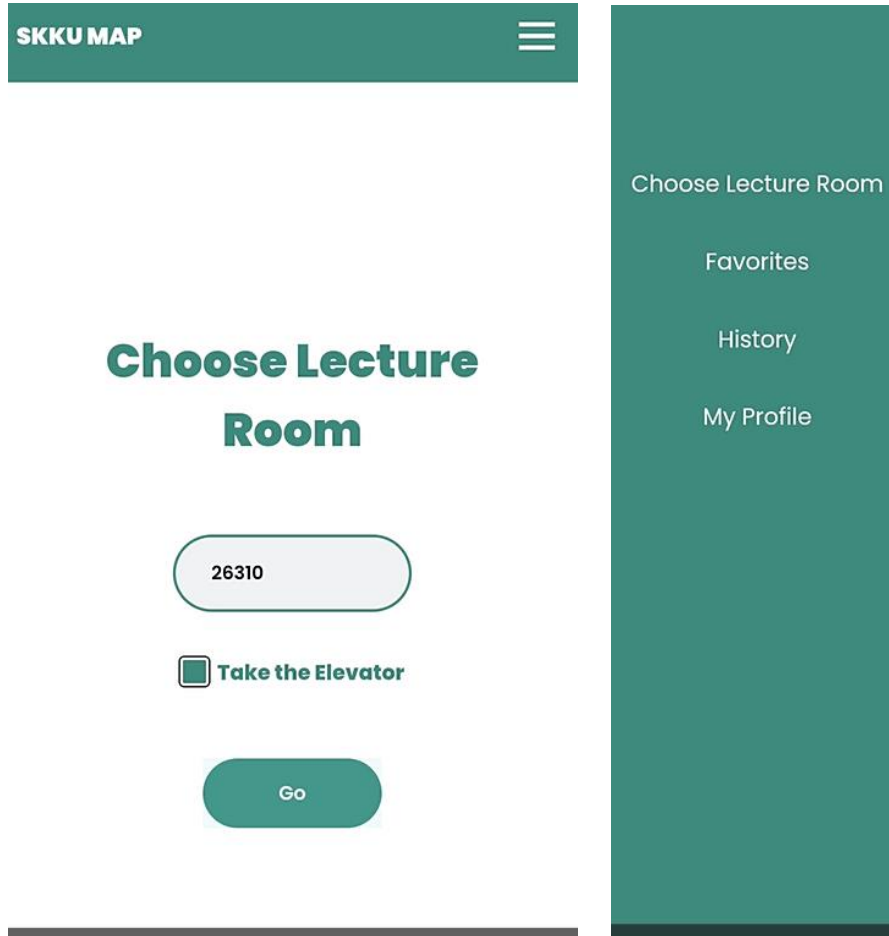 SKKU MAP
Choose Lecture
Room
26310
Take the Elevator
Go
Choose Lecture Room
Favorites
History
My Profile